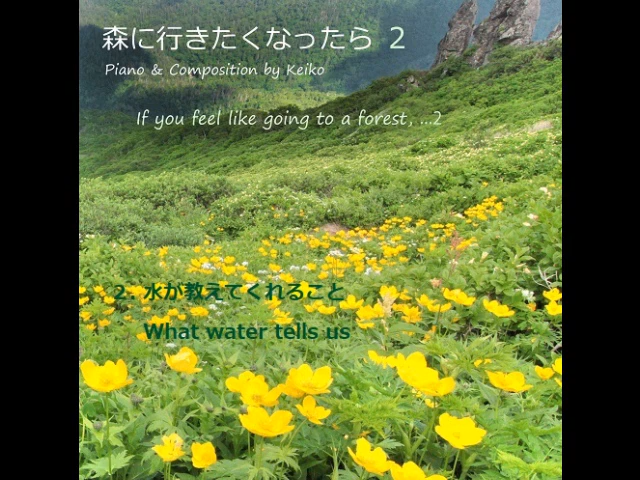 森に行きたくなったら 2
Piano & Composition by Keiko
If you feel like going to a forest, ...2
2. 水が教えてくれること
What water tells us